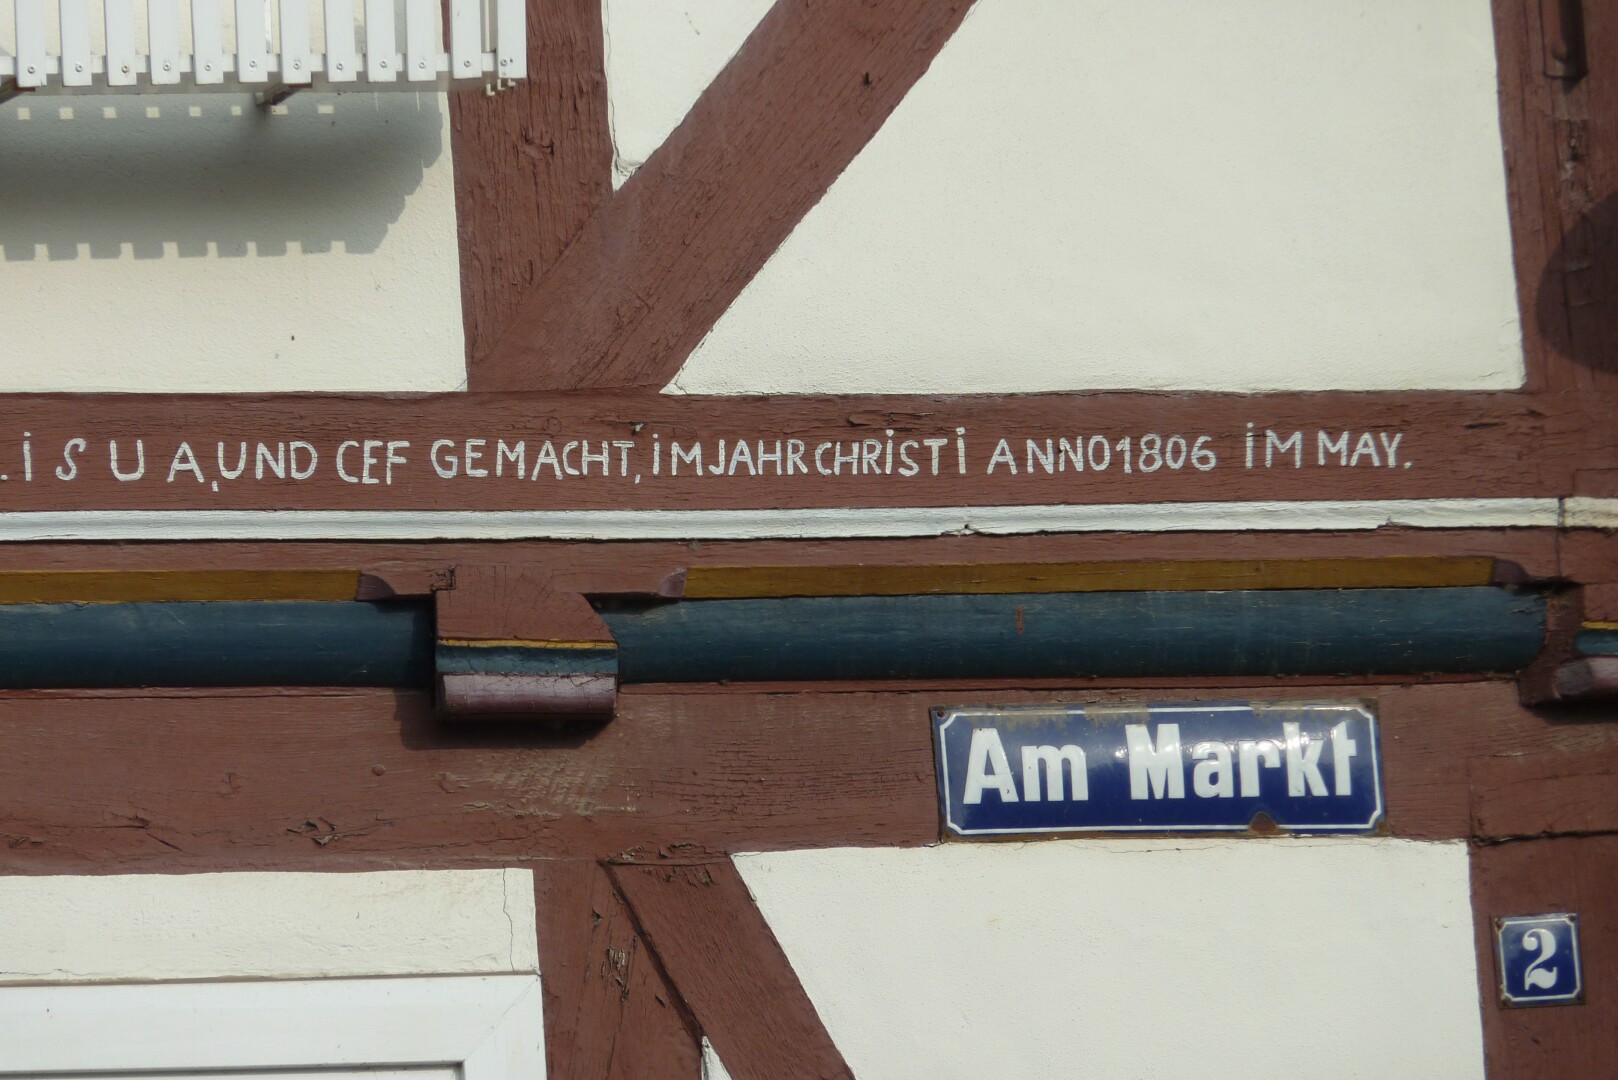 . i S U A, UND CEF GEMACHT, iM JAHR CHRiSTi ANNO 1806 iM MAY.
Am Markt
2